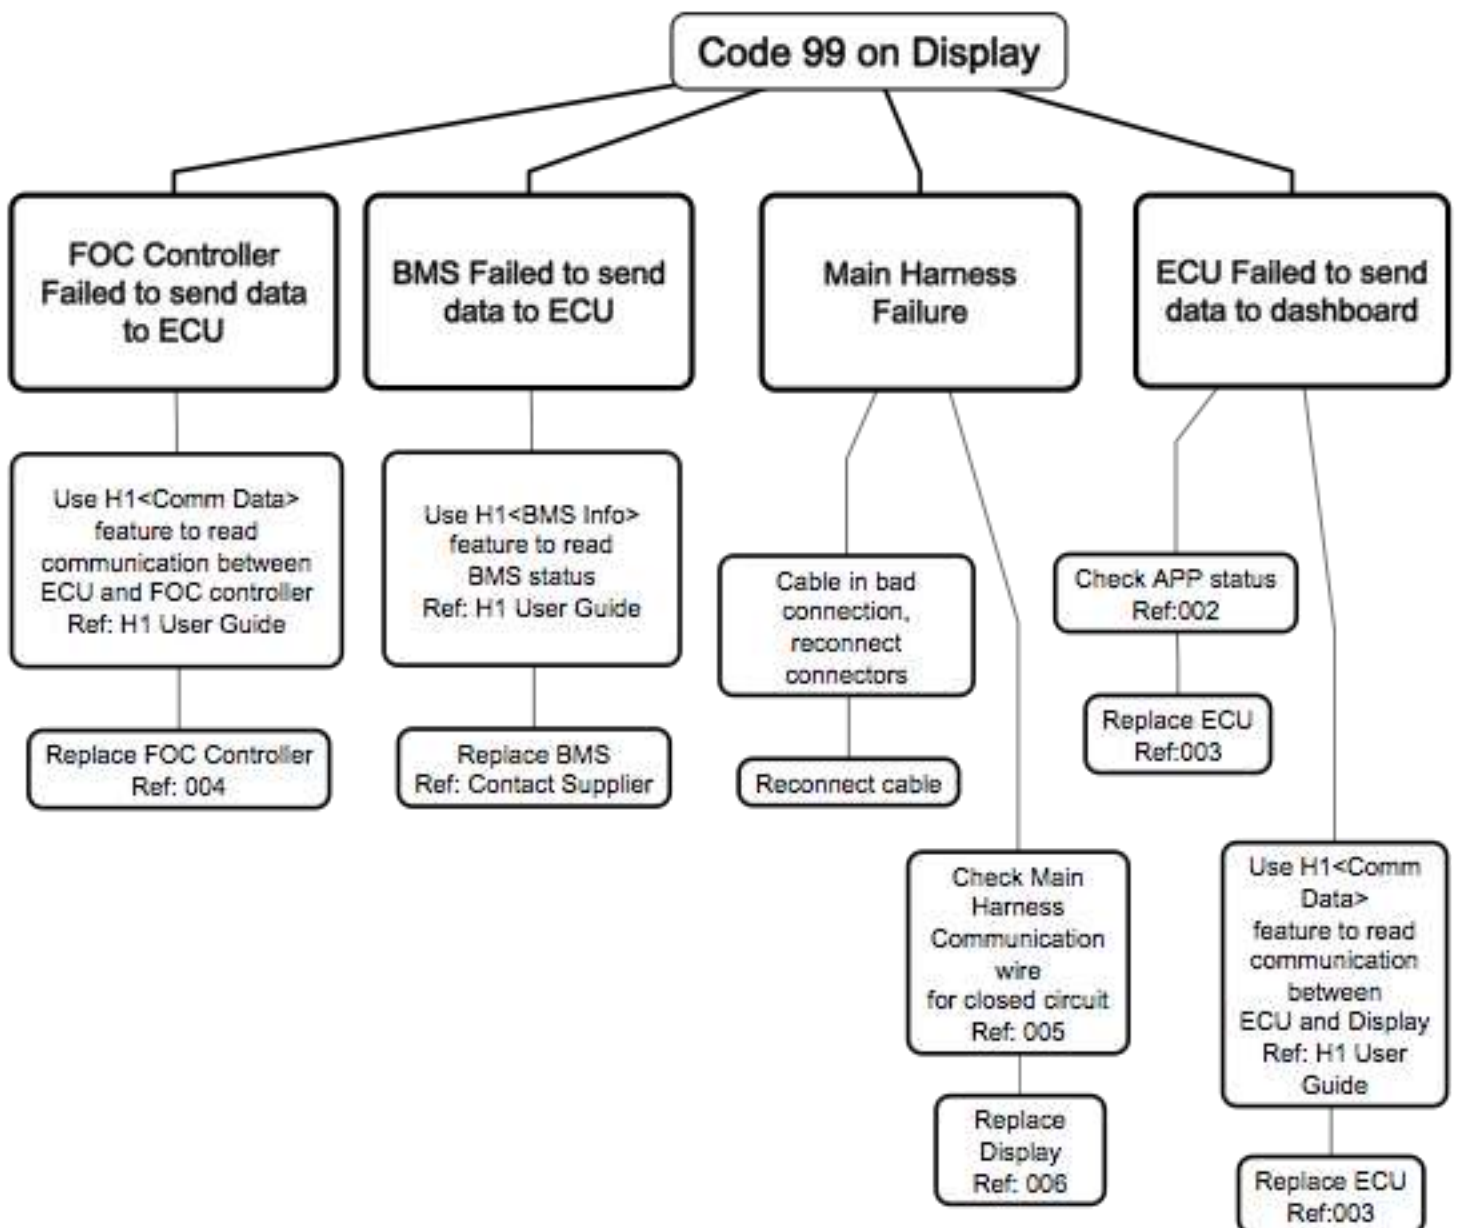 Code 99 on Display
FOC Controller
Failed to send data
to ECU
BMS Failed to send
data to ECU
Main Harness
Failure
ECU Failed to send
data to dashboard
Use H1<Comm Data>
feature to read
communication between
ECU and FOC controller
Ref: H1 User Guide
Use H1<BMS Info>
feature to read
BMS status
Ref: H1 User Guide
Cable in bad
connection,
reconnect
connectors
Check APP status
Ref:002
Replace FOC Controller
Ref: 004
Replace BMS
Ref: Contact Supplier
Reconnect cable
Replace ECU
Ref:003
Check Main
Harness
Communication
wire
for closed circuit
Ref: 005
Use H1<Comm
Data>
feature to read
communication
between
ECU and Display
Ref: H1 User
Guide
Replace
Display
Ref: 006
Replace ECU
Ref:003